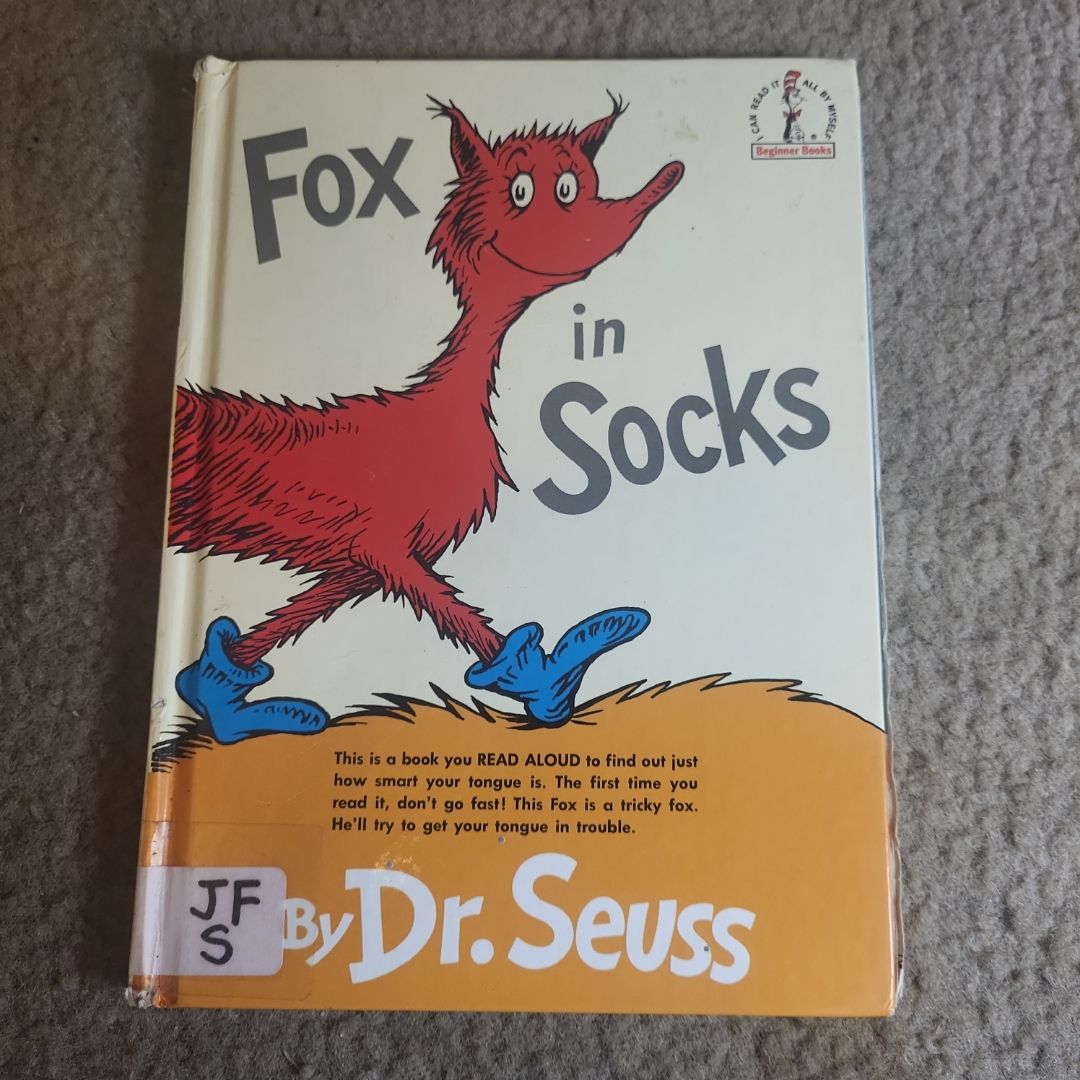 Fox
in
Socks
I CAN READ IT ALL BY MYSELF
Beginner Books
This is a book you READ ALOUD to find out just
how smart your tongue is. The first time you
read it, don't go fast! This Fox is a tricky fox.
He'll try to get your tongue in trouble.
JF
S
By Dr. Seuss